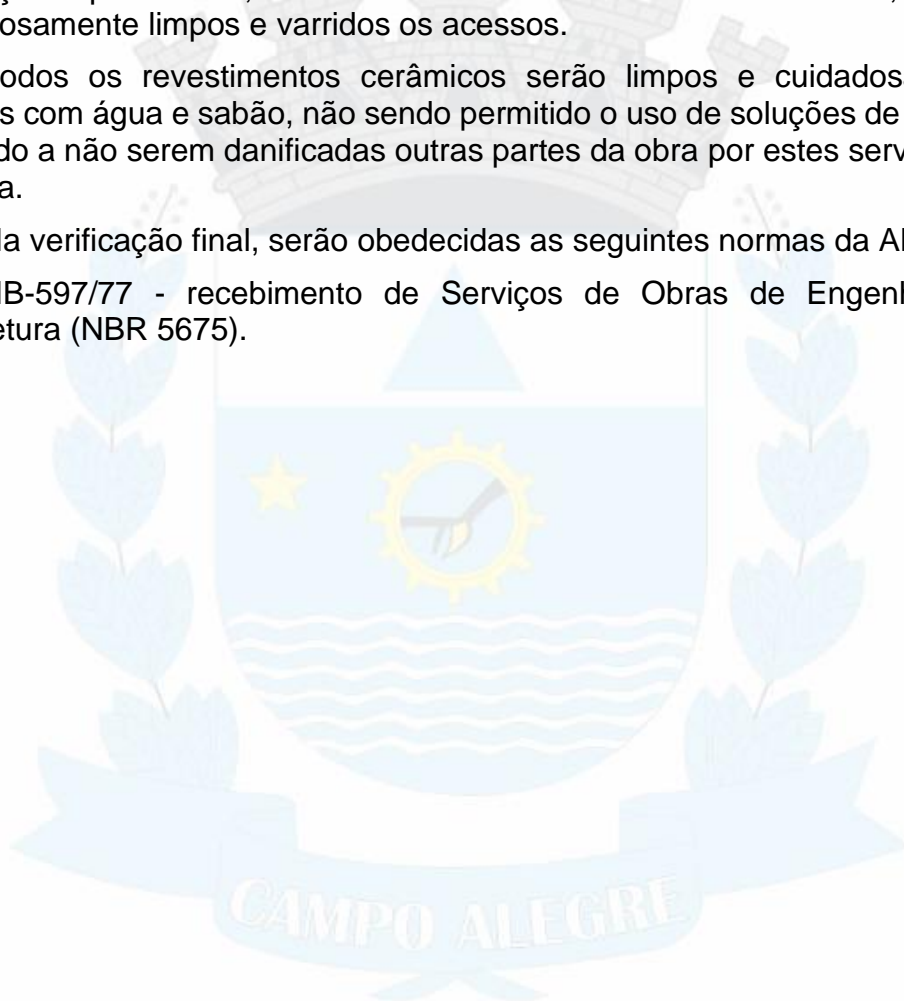 osamente limpos e varridos os acessos.
odos os revestimentos cerâmicos serão limpos e cuidados
s com água e sabão, não sendo permitido o uso de soluções de
do a não serem danificadas outras partes da obra por estes serv
a.
la verificação final, serão obedecidas as seguintes normas da A
IB-597/77 - recebimento de Serviços de Obras de Engenh
etura (NBR 5675).
CAMPO ALEGRE